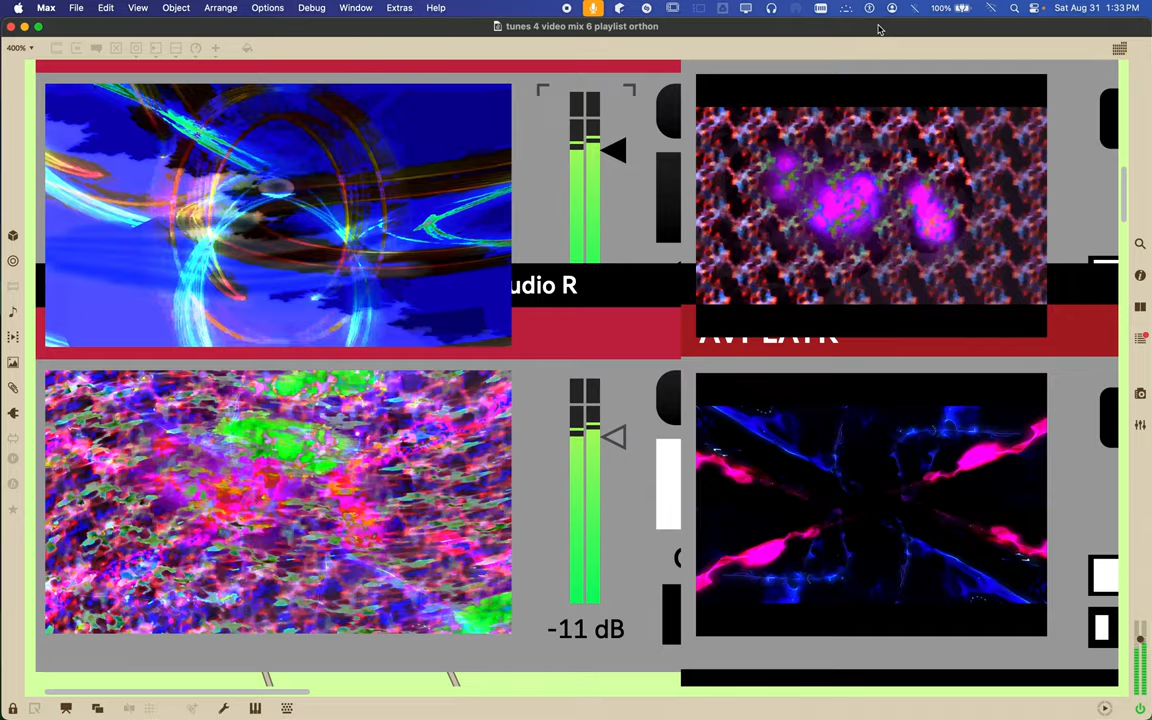 Max File Edit View Object Arrange Options Debug Window Extras Help 100% Sat Aug 31 1:33 PM
tunes 4 video mix 6 playlist orthon
400%
udio R
-11 dB